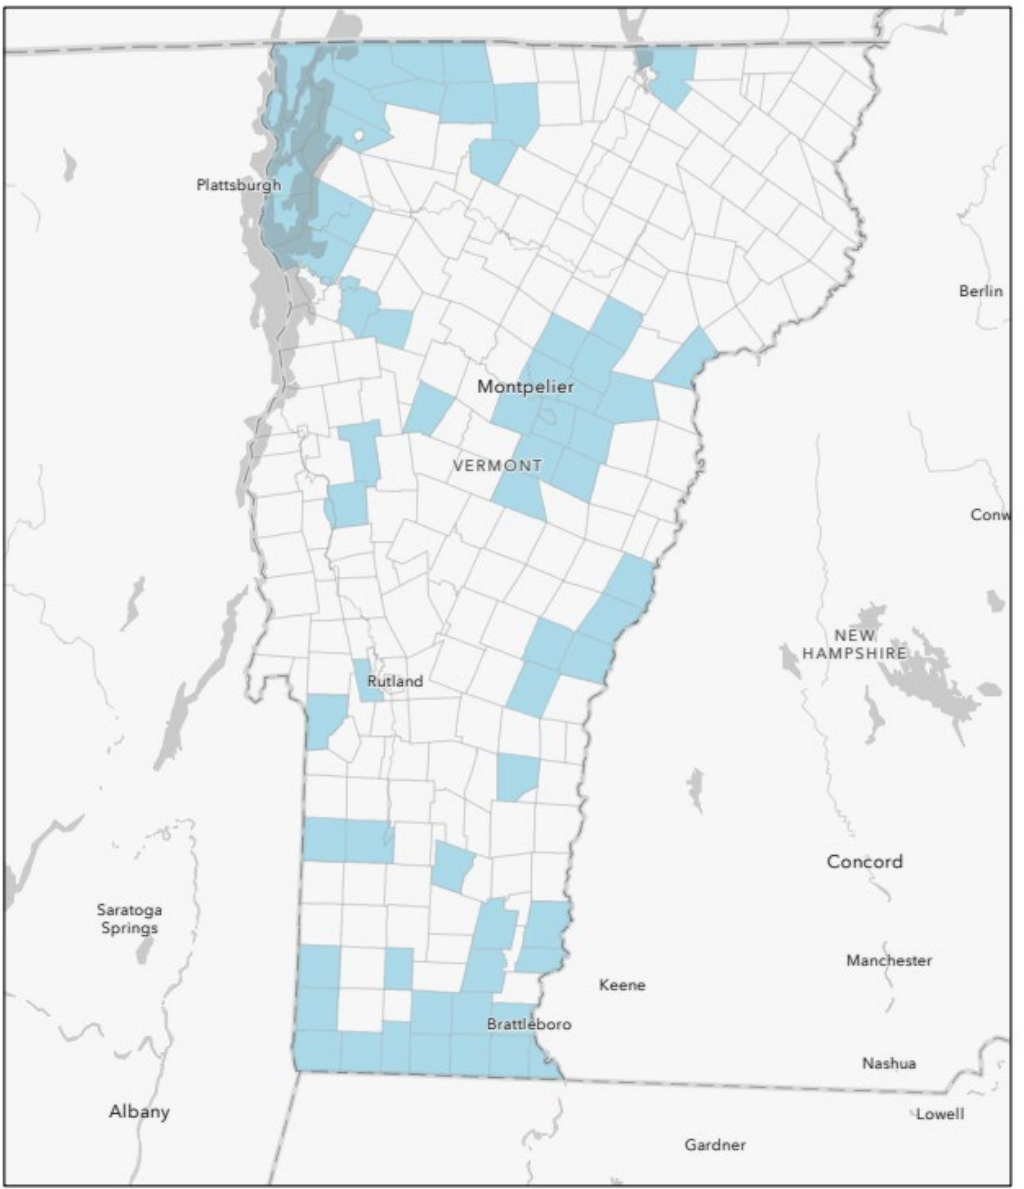 Plattsburgh
Berlin
Montpelier
VERMONT
Conw
NEW
HAMPSHIRE
Rutland
Concord
Saratoga
Springs
Manchester
Keene
Brattleboro
Nashua
Albany
Lowell
Gardner